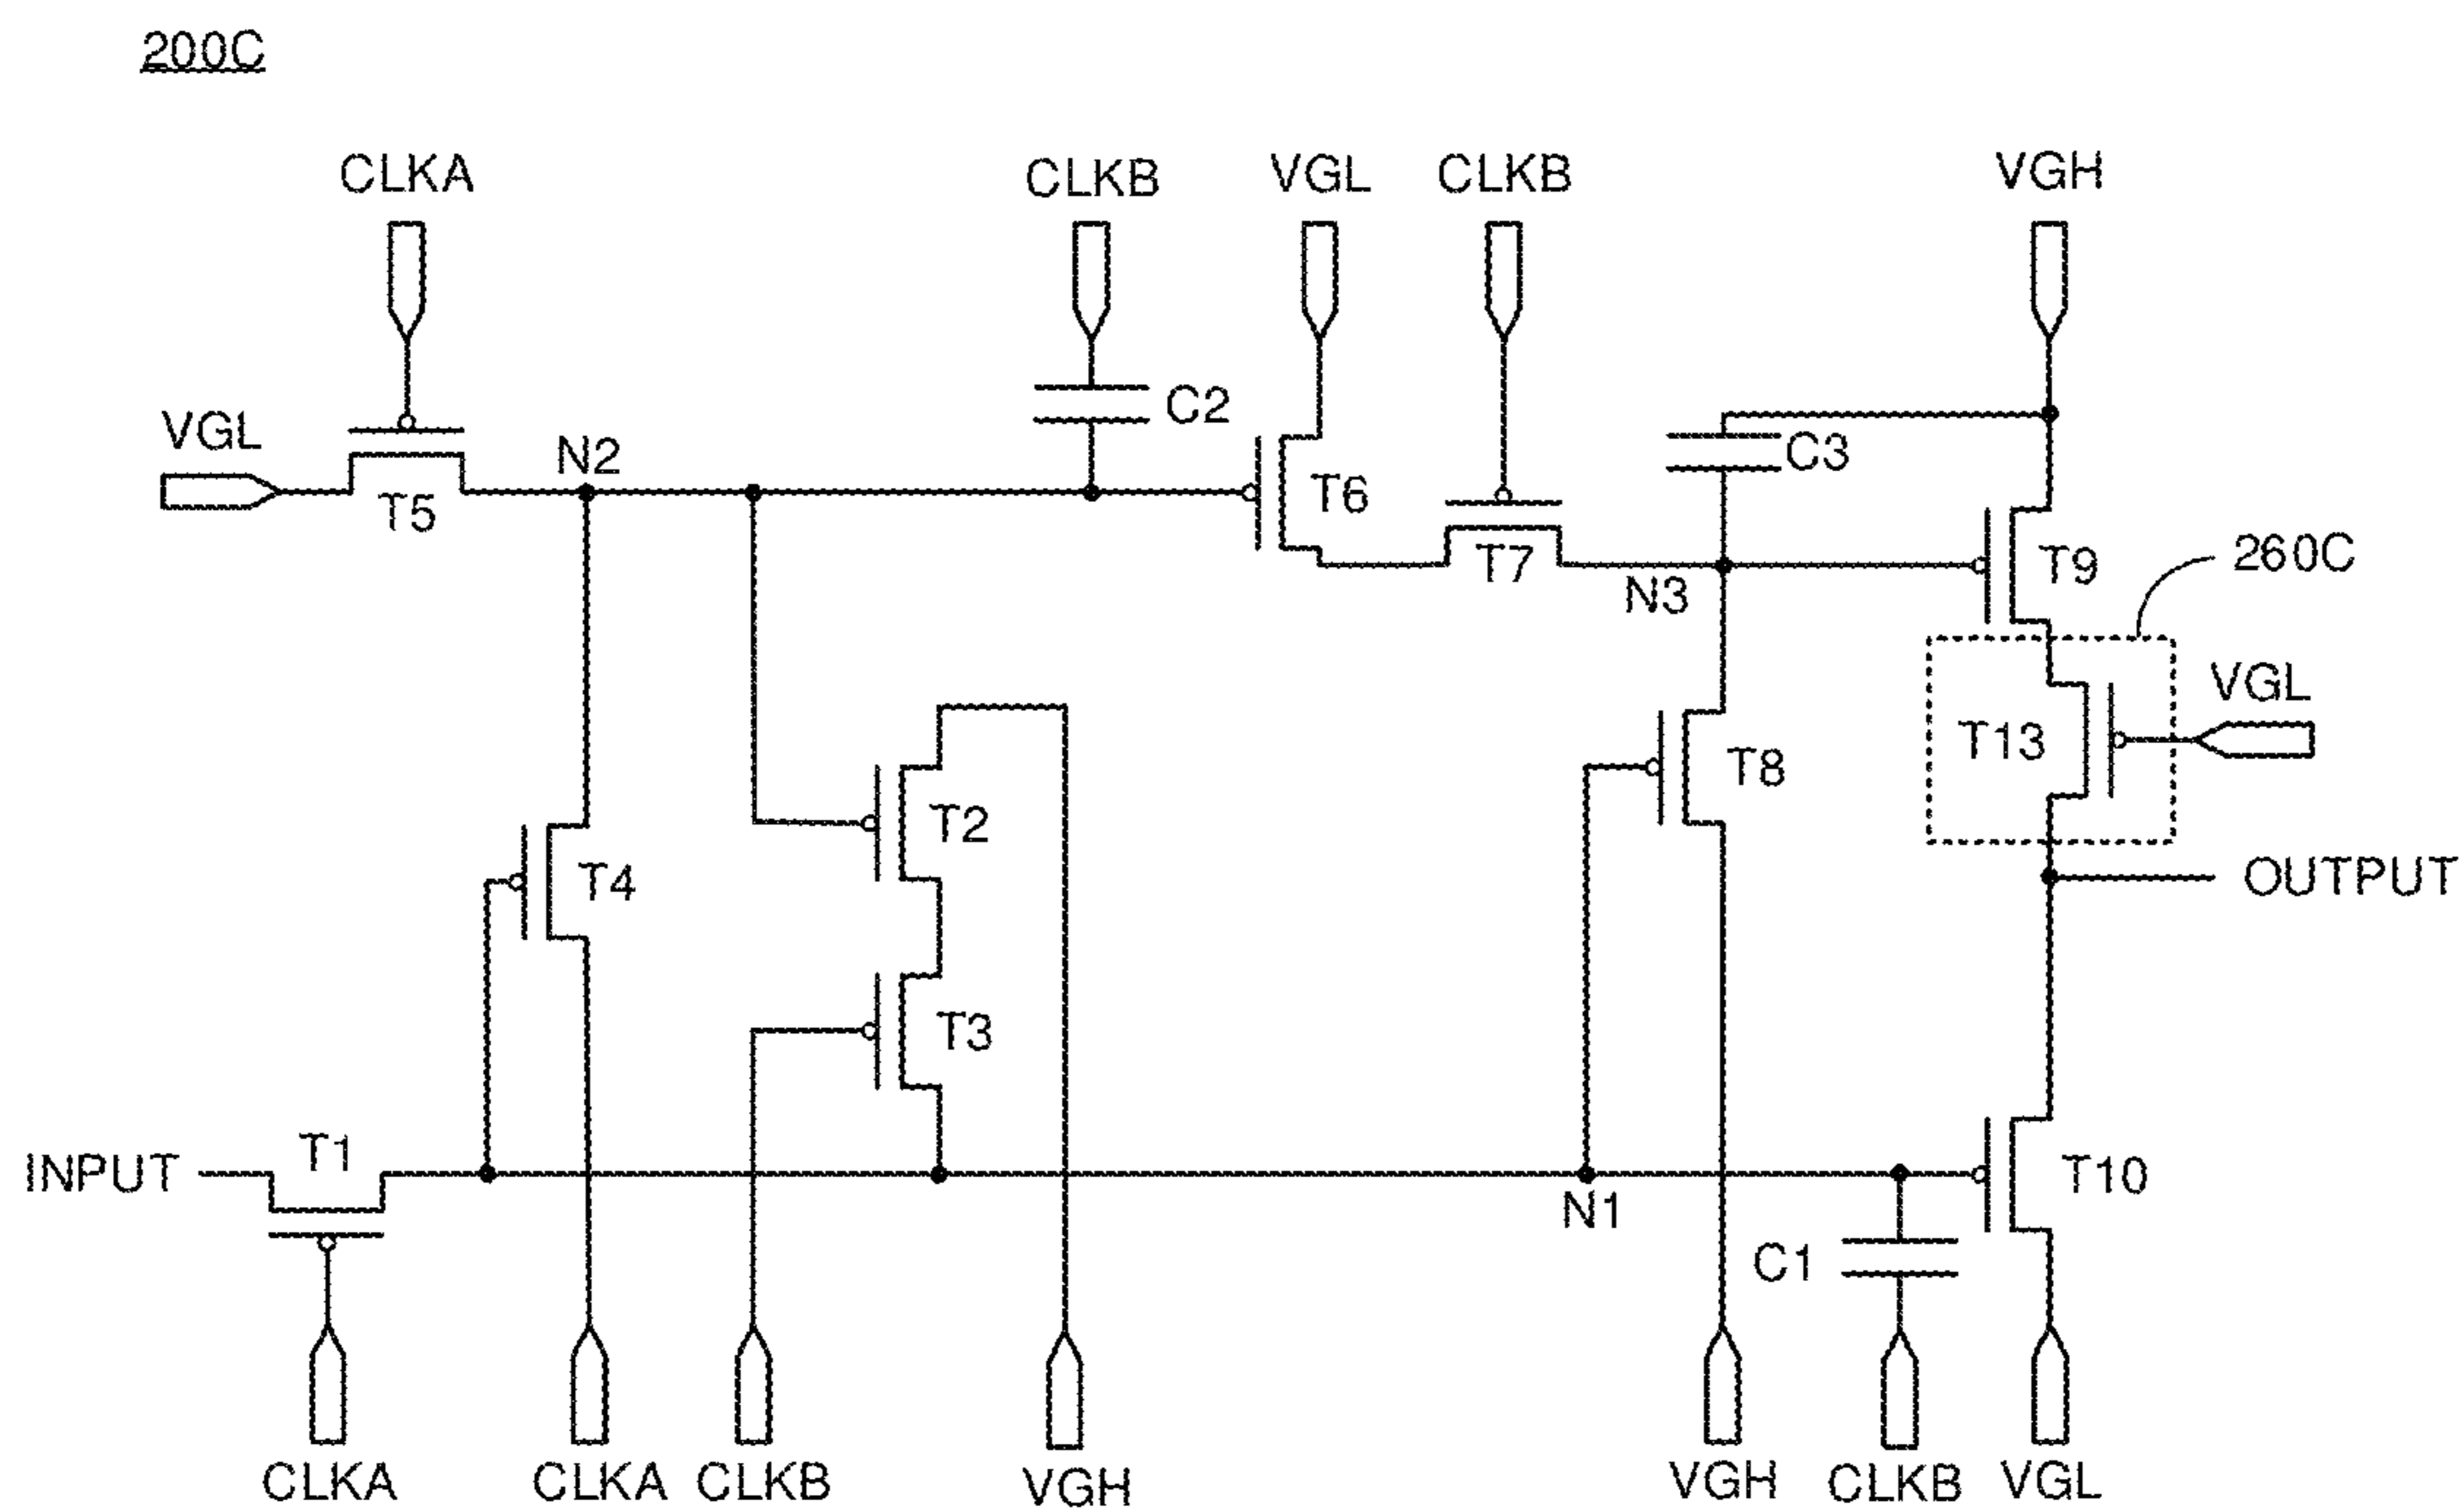 200C
CLKA
CLKB
VGL
CLKB
VGH
VGL
T5
N2
C2
T6
T7
C3
N3
T9
260C
VGL
T13
T8
T2
T4
T3
OUTPUT
INPUT
T1
N1
T10
C1
CLKA
CLKA
CLKB
VGH
VGH
CLKB
VGL